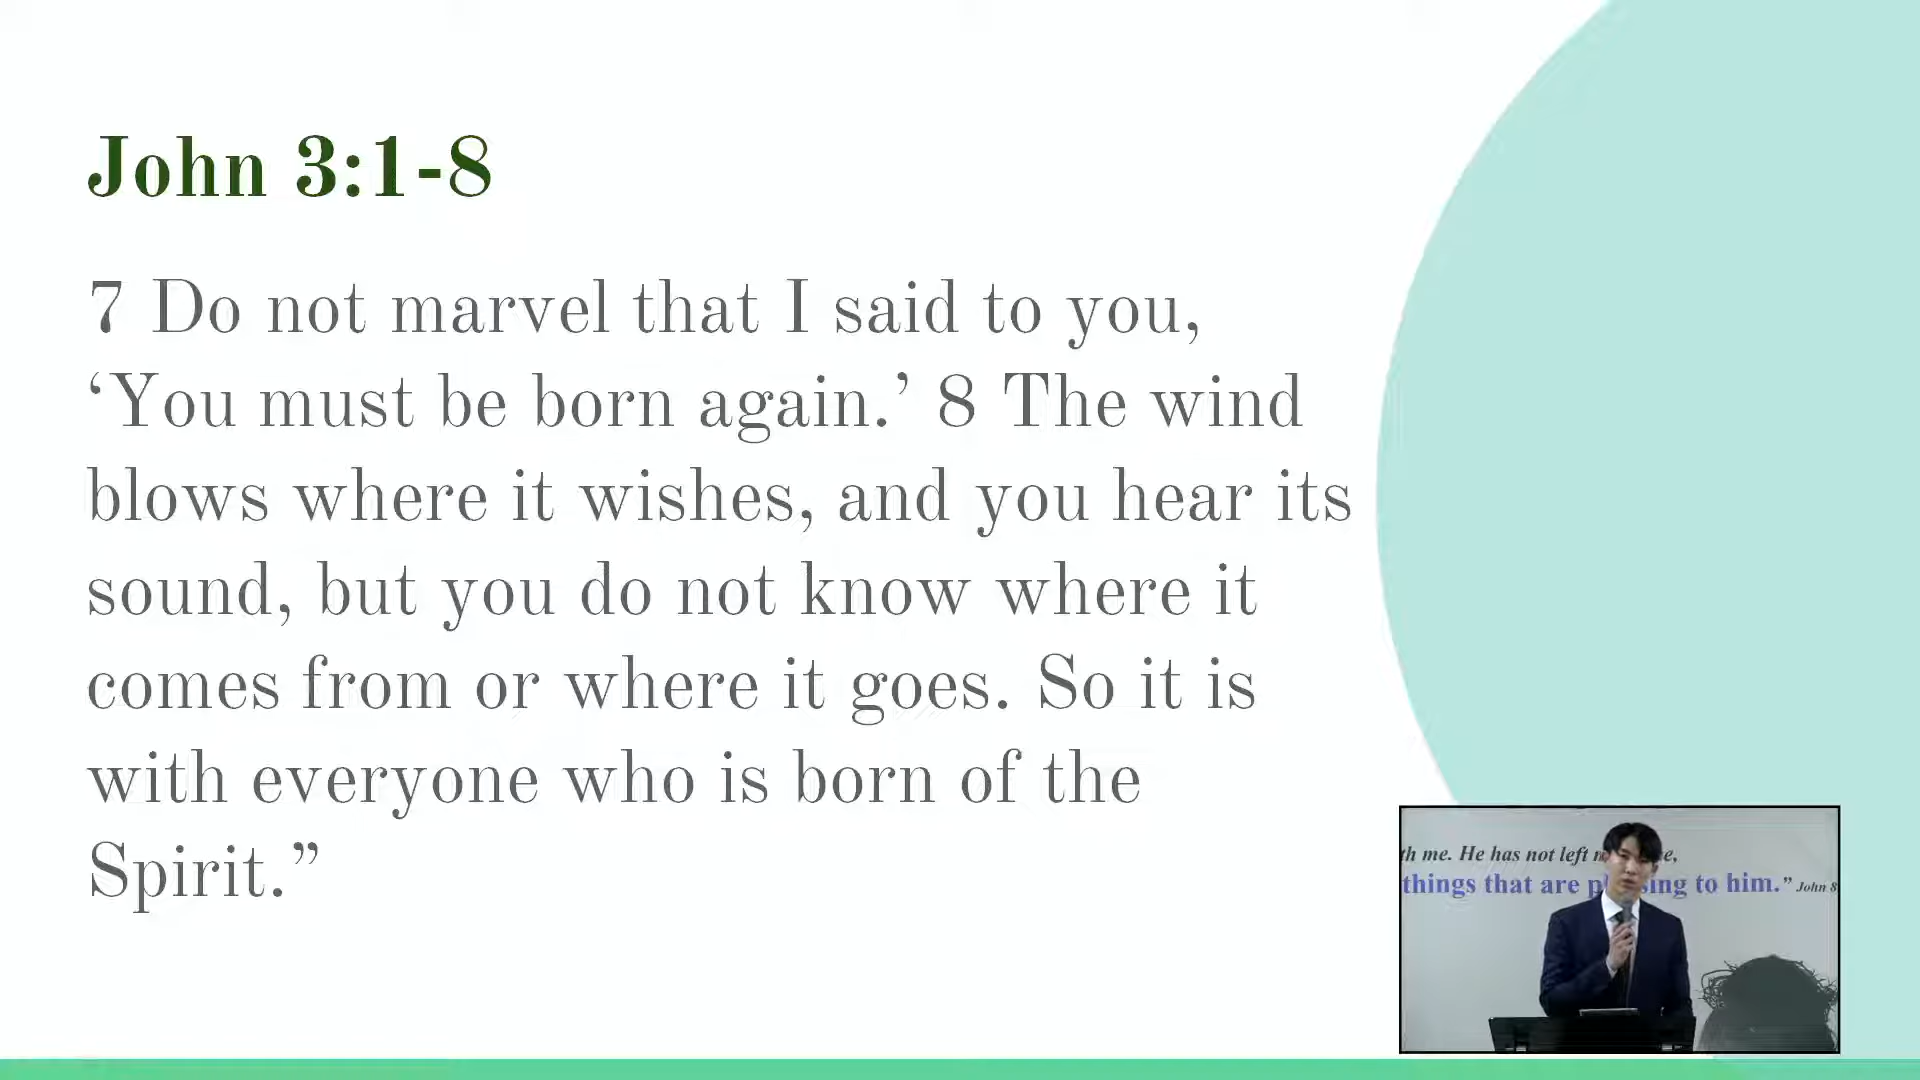 John 3:1-8
7 Do not marvel that I said to you,
‘You must be born again.’ 8 The wind
blows where it wishes, and you hear its
sound, but you do not know where it
comes from or where it goes. So it is
with everyone who is born of the
Spirit.”
th me. He has not left
things that are to him.” John 8